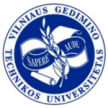 VILNIAUS GEDIMINO
TECHNIKOS UNIVERSITETAS
SAPERE AUDE